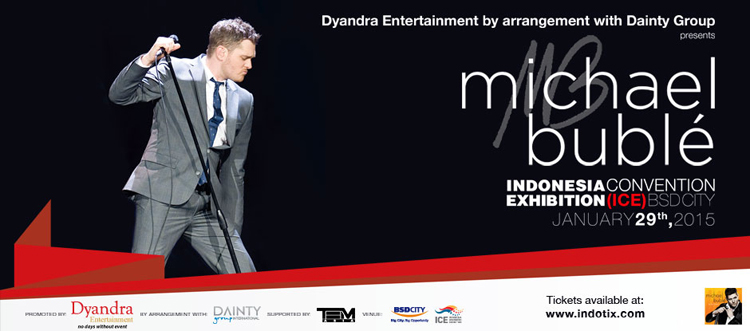 Dyandra Entertainment by arrangement with Dainty Group
presents
MB
michael
bublé
INDONESIA CONVENTION
EXHIBITION (ICE) BSD CITY
JANUARY 29th, 2015
PROMOTED BY:
Dyandra
Entertainment
no days without event
BY ARRANGEMENT WITH:
DAINTY
group INTERNATIONAL
SUPPORTED BY:
VENUE:
BSDCITY
Big City. Big Opportunity
ICE
Tickets available at:
www.indotix.com